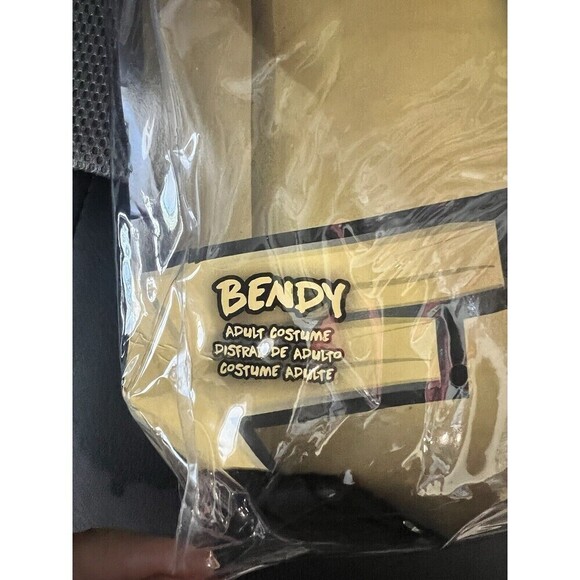 BENDY
ADULT COSTUME
DISFRAZ DE ADULTO
COSTUME ADULTE